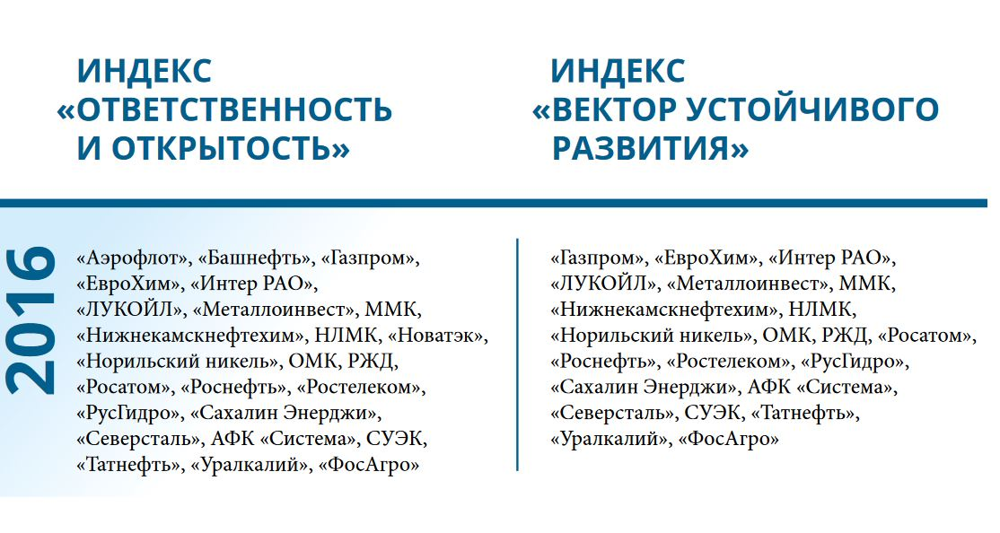 ИНДЕКС
«ОТВЕТСТВЕННОСТЬ
И ОТКРЫТОСТЬ»
ИНДЕКС
«ВЕКТОР УСТОЙЧИВОГО
РАЗВИТИЯ»
2016
«Аэрофлот», «Башнефть», «Газпром»,
«ЕвроХим», «Интер РАО»,
«ЛУКОЙЛ», «Металлоинвест», ММК,
«Нижнекамскнефтехим», НЛМК, «Новатэк»,
«Норильский никель», ОМК, РЖД,
«Росатом», «Роснефть», «Ростелеком»,
«РусГидро», «Сахалин Энерджи»,
«Северсталь», АФК «Система», СУЭК,
«Татнефть», «Уралкалий», «ФосАгро»
«Газпром», «ЕвроХим», «Интер РАО»,
«ЛУКОЙЛ», «Металлоинвест», ММК,
«Нижнекамскнефтехим», НЛМК,
«Норильский никель», ОМК, РЖД, «Росатом»,
«Роснефть», «Ростелеком», «РусГидро»,
«Сахалин Энерджи», АФК «Система»,
«Северсталь», СУЭК, «Татнефть»,
«Уралкалий», «ФосАгро»